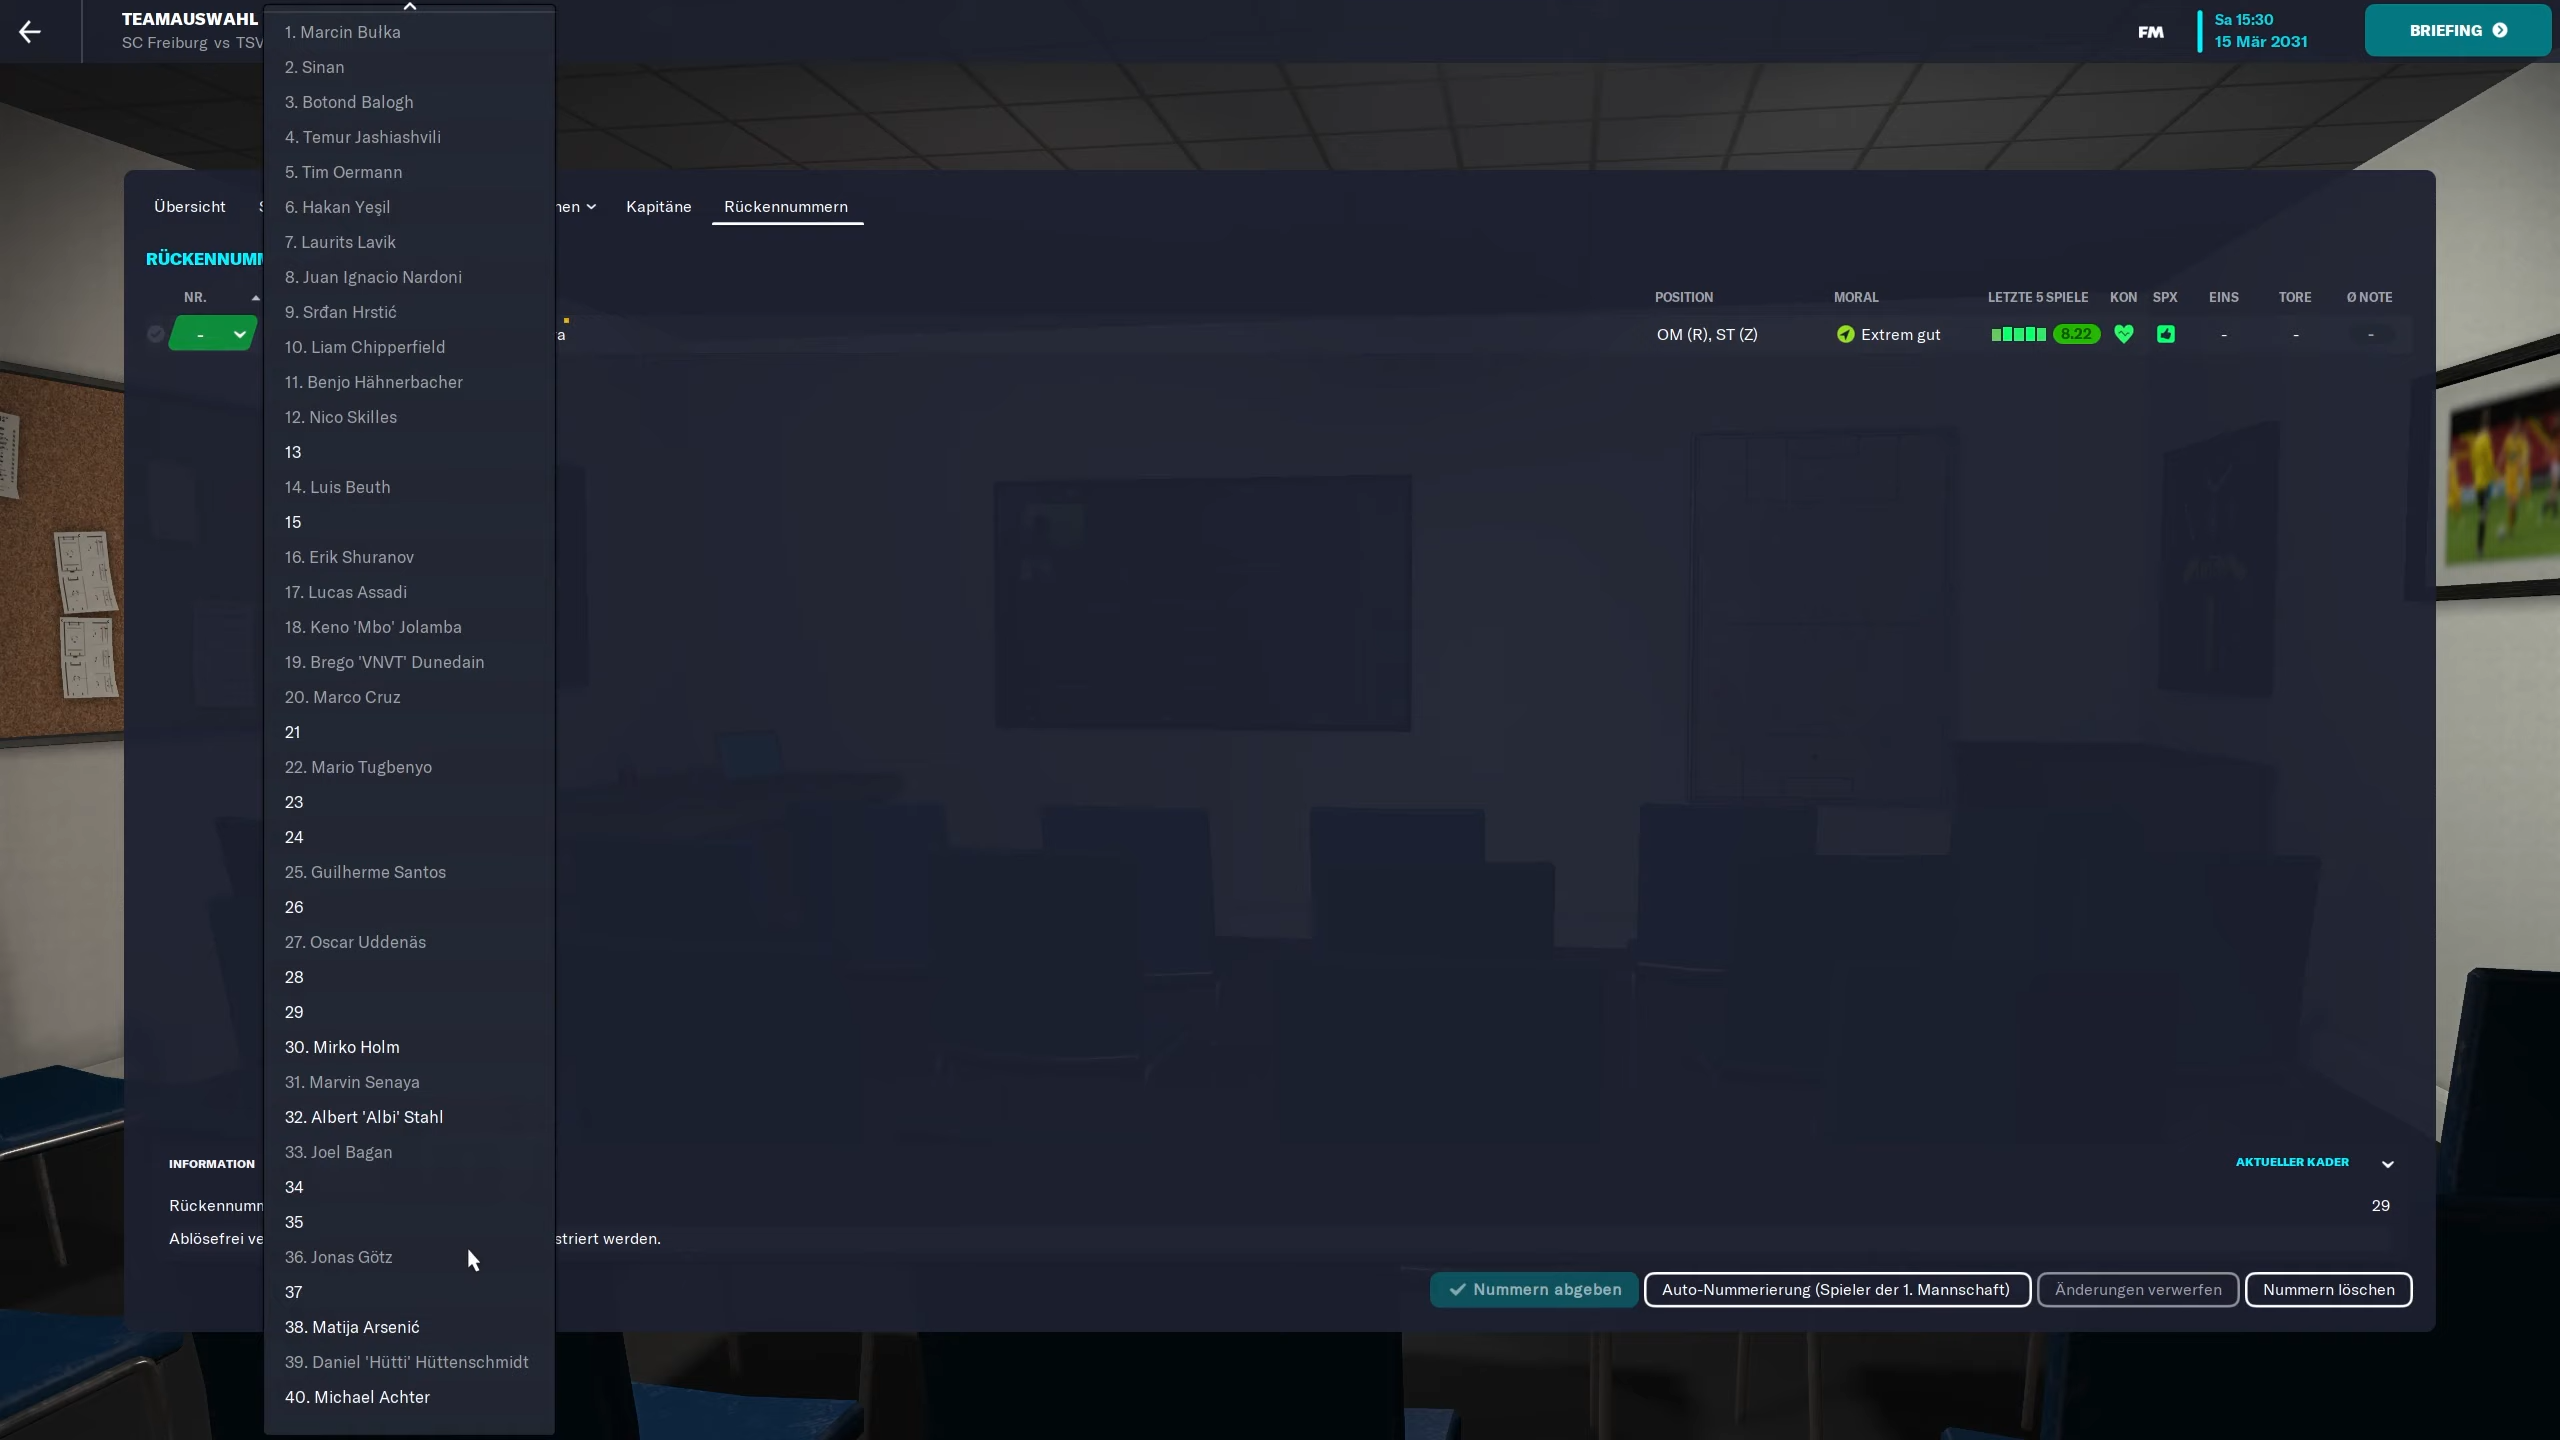 TEAMAUSWAHL
SC Freiburg vs TSV
FM
Sa 15:30
15 Mär 2031
BRIEFING
Übersicht
Kapitäne
Rückennummern
NR.
POSITION
MORAL
LETZTE 5 SPIELE
KON
SPX
EINS
TORE
Ø NOTE
-
OM (R), ST (Z)
Extrem gut
8.22
-
-
-
1. Marcin Bułka
2. Sinan
3. Botond Balogh
4. Temur Jashiashvili
5. Tim Oermann
6. Hakan Yeşil
7. Laurits Lavik
8. Juan Ignacio Nardoni
9. Srđan Hrstić
10. Liam Chipperfield
11. Benjo Hähnerbacher
12. Nico Skilles
13
14. Luis Beuth
15
16. Erik Shuranov
17. Lucas Assadi
18. Keno 'Mbo' Jolamba
19. Brego 'VNVT' Dunedain
20. Marco Cruz
21
22. Mario Tugbenyo
23
24
25. Guilherme Santos
26
27. Oscar Uddenäs
28
29
30. Mirko Holm
31. Marvin Senaya
32. Albert 'Albi' Stahl
33. Joel Bagan
34
35
36. Jonas Götz
37
38. Matija Arsenić
39. Daniel 'Hütti' Hüttenschmidt
40. Michael Achter
INFORMATION
AKTUELLER KADER
29
Ablösefrei
werden.
Nummern abgeben
Auto-Nummerierung (Spieler der 1. Mannschaft)
Änderungen verwerfen
Nummern löschen